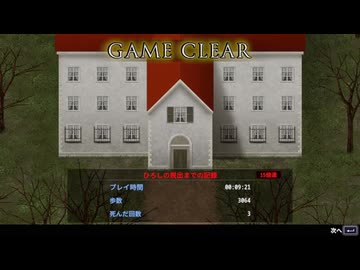 GAME CLEAR
ひろしの脱出までの記録
プレイ時間 00:09:21
歩数 3064
死んだ回数 3
次へ